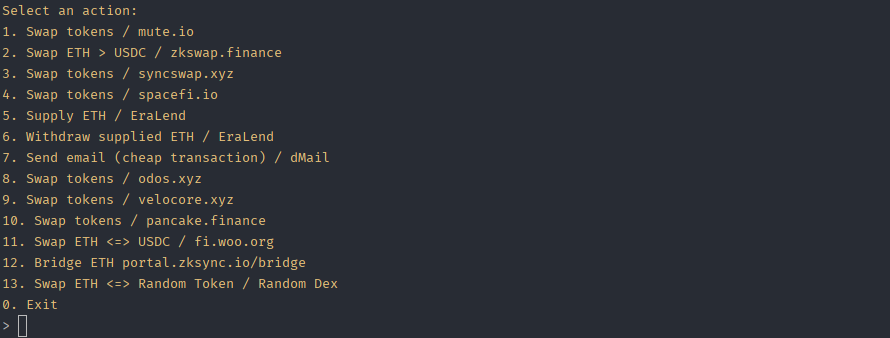 Select an action:
1. Swap tokens / mute.io
2. Swap ETH > USDC / zkswap.finance
3. Swap tokens / syncswap.xyz
4. Swap tokens / spacefi.io
5. Supply ETH / EraLend
6. Withdraw supplied ETH / EraLend
7. Send email (cheap transaction) / dMail
8. Swap tokens / odos.xyz
9. Swap tokens / velocore.xyz
10. Swap tokens / pancake.finance
11. Swap ETH <=> USDC / fi.woo.org
12. Bridge ETH portal.zksync.io/bridge
13. Swap ETH <=> Random Token / Random Dex
0. Exit
>